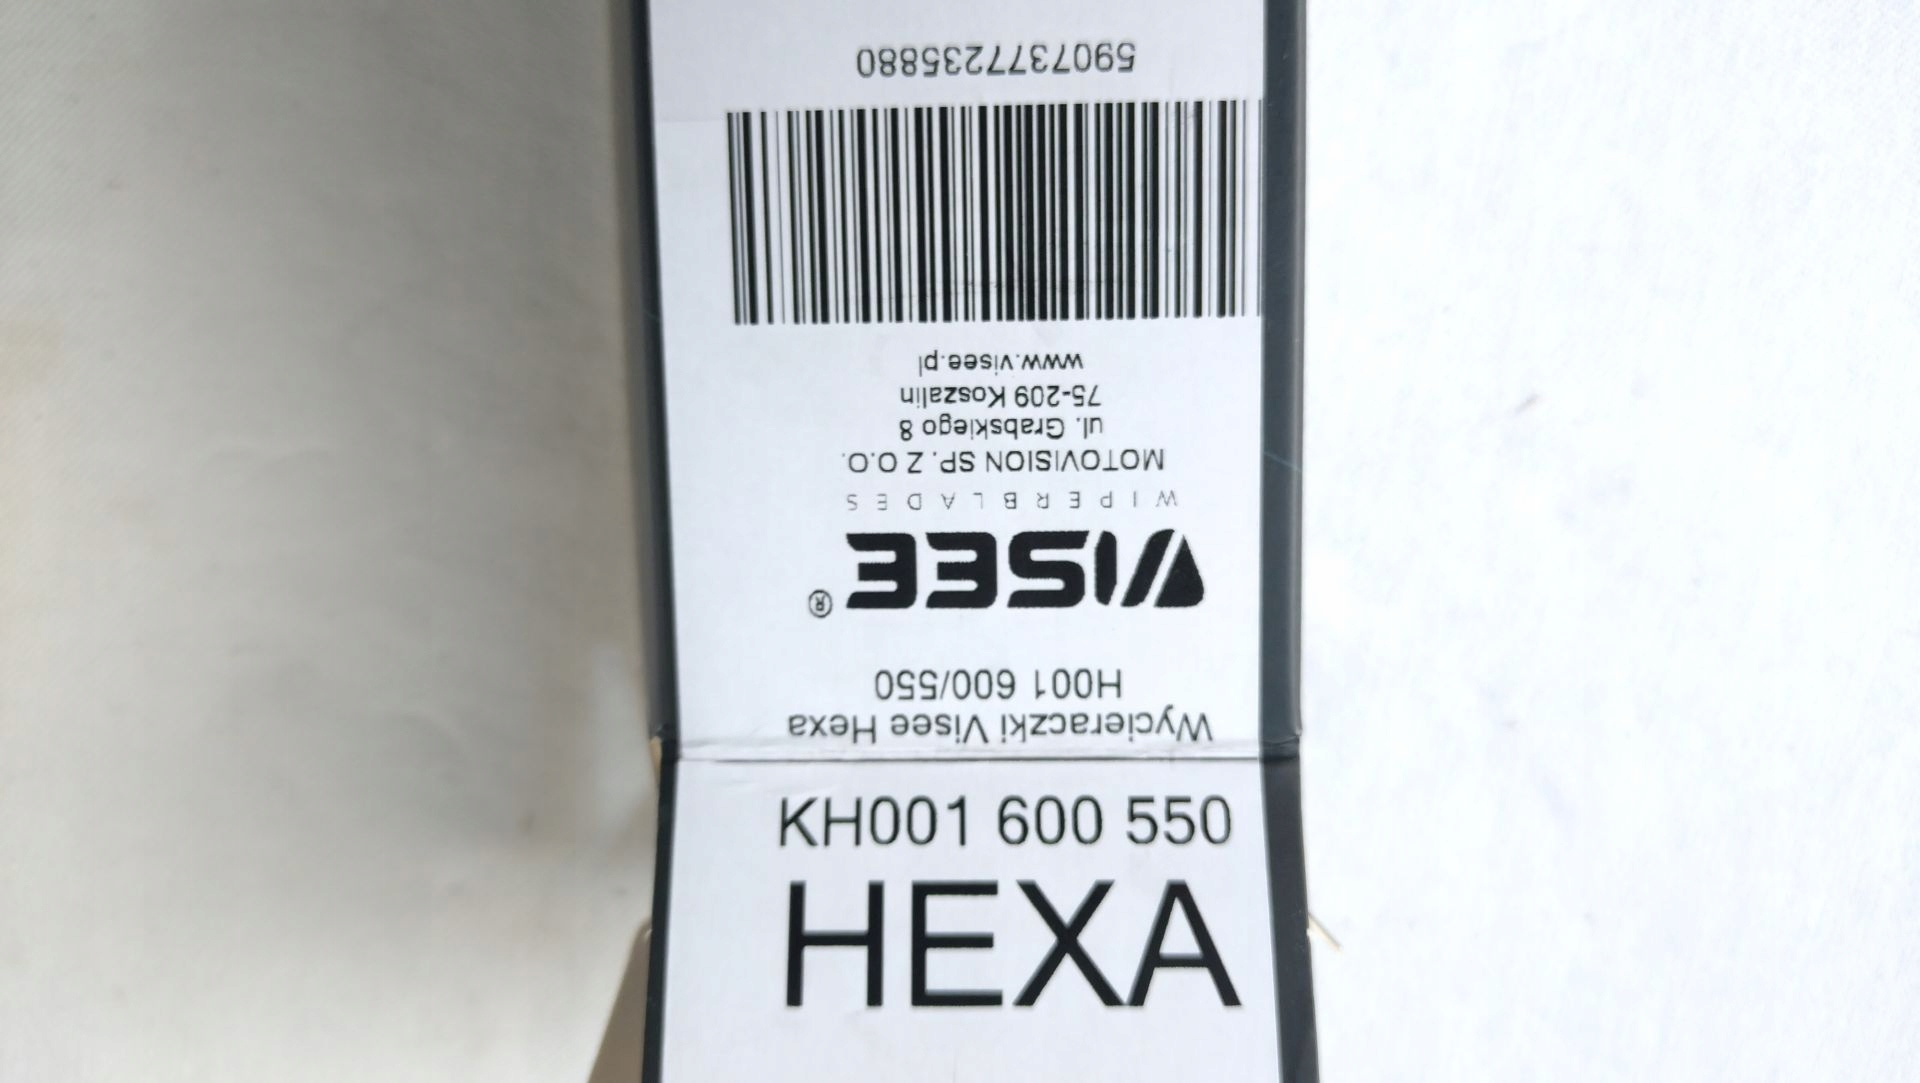 Wycieraczki Visee Hexa
H001 600/550
VISEE®
WIPERBLADES
MOTOVISION SP. Z O.O.
ul. Grabskiego 8
75-209 Koszalin
www.visee.pl
5907377235880
KH001 600 550
HEXA